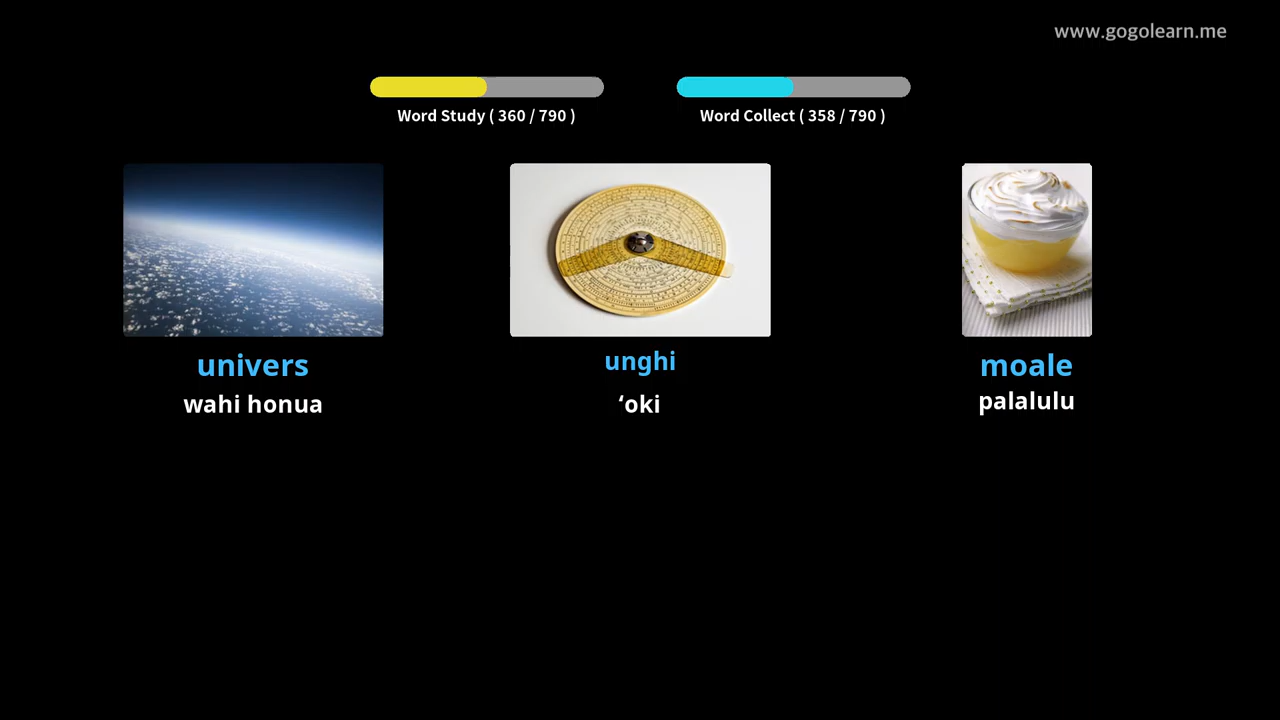 www.gogolearn.me
Word Study ( 360 / 790 )
Word Collect ( 358 / 790 )
univers
wahi honua
unghi
ʻoki
moale
palalulu